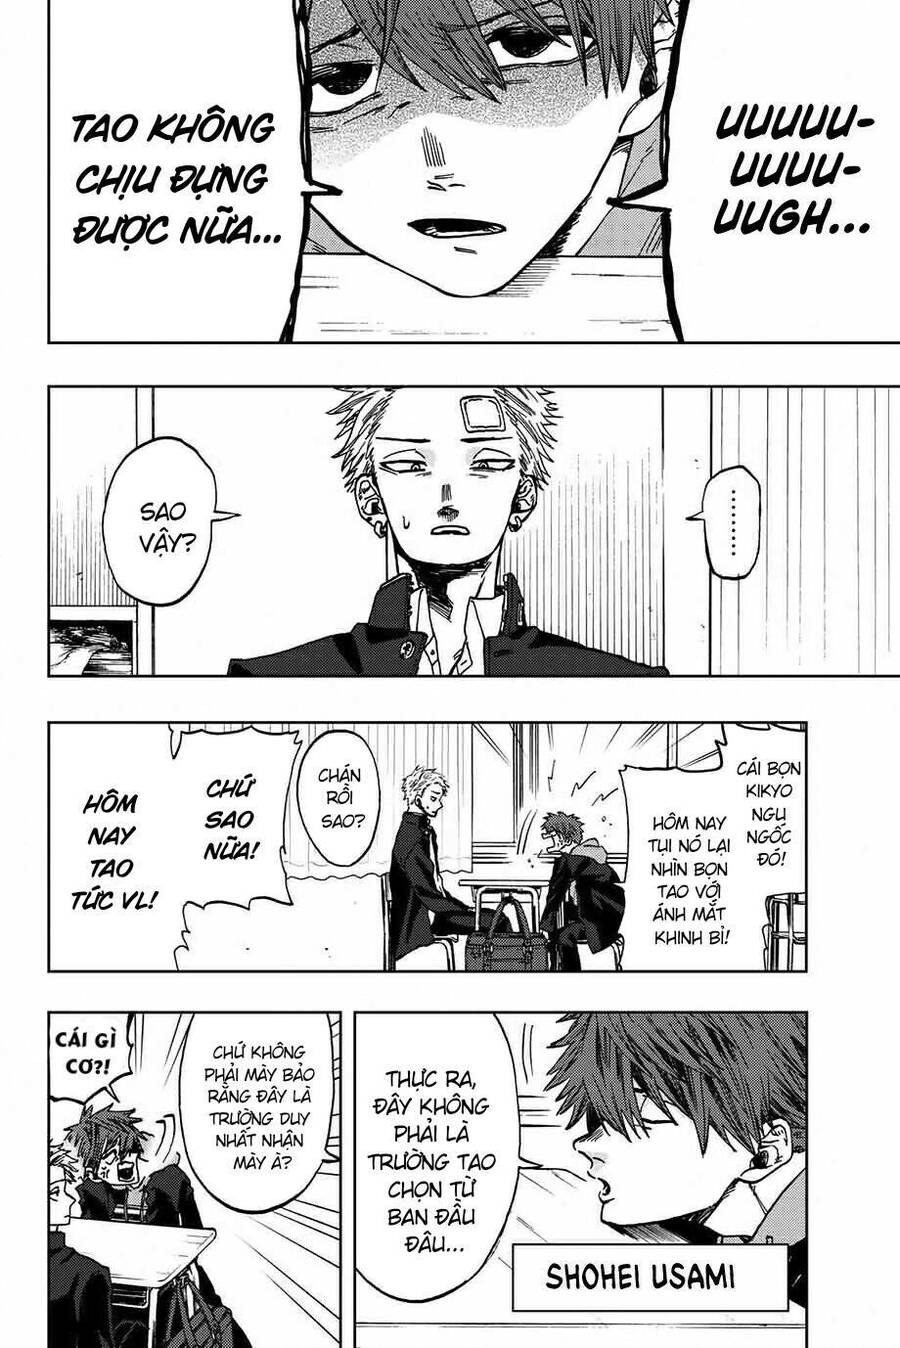 UUUUU-
UUUU-
UUGH...
TAO KHÔNG
CHỊU ĐỰNG
ĐƯỢC NỮA...
.........
SAO
VẬY?
CÁI BỌN
KIKYO
NGU
NGỐC
ĐÓ!
HÔM NAY
TỤI NÓ LẠI
NHÌN BỌN
TAO VỚI
ÁNH MẮT
KHINH BỈ!
CHÁN
RỒI
SAO?
CHỨ
SAO
NỮA!
HÔM
NAY
TAO
TỨC VL!
THỰC RA,
ĐÂY KHÔNG
PHẢI LÀ
TRƯỜNG TAO
CHỌN TỪ
BAN ĐẦU
ĐÂU...
SHOHEI USAMI
CHỨ KHÔNG
PHẢI MÀY BẢO
RẰNG ĐÂY LÀ
TRƯỜNG DUY
NHẤT NHẬN
MÀY À?
CÁI GÌ
CƠ?!